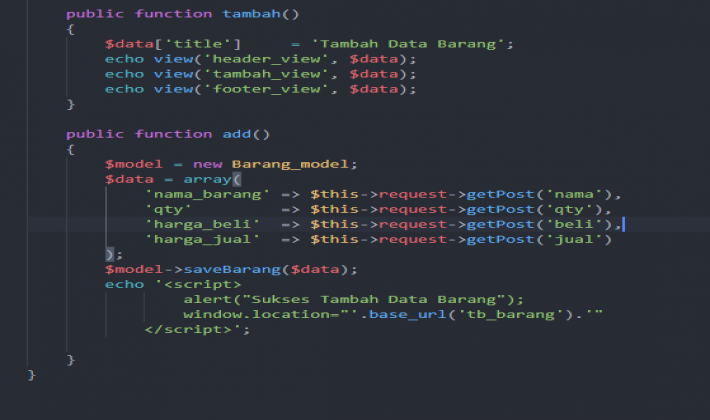 public function tambah()
{
$data['title']     = 'Tambah Data Barang';
echo view('header_view', $data);
echo view('tambah_view', $data);
echo view('footer_view', $data);
}
public function add()
{
$model = new Barang_model;
$data = array(
'nama_barang' => $this->request->getPost('nama'),
'qty'         => $this->request->getPost('qty'),
'harga_beli'  => $this->request->getPost('beli'),
'harga_jual'  => $this->request->getPost('jual')
);
$model->saveBarang($data);
echo '<script>
alert("Sukses Tambah Data Barang");
window.location="'.base_url('tb_barang').'"
</script>';
}
}